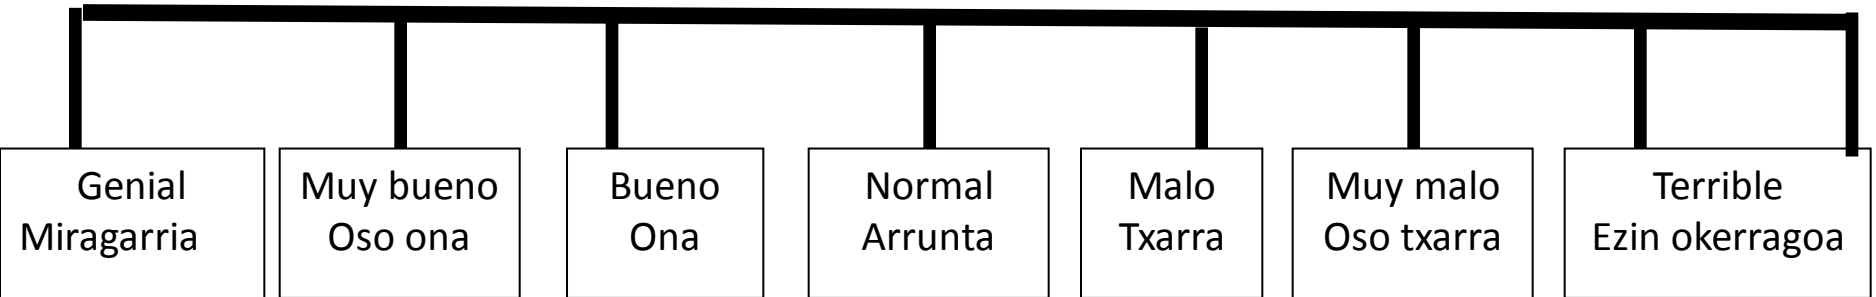 Genial
Miragarria
Muy bueno
Oso ona
Bueno
Ona
Normal
Arrunta
Malo
Txarra
Muy malo
Oso txarra
Terrible
Ezin okerragoa